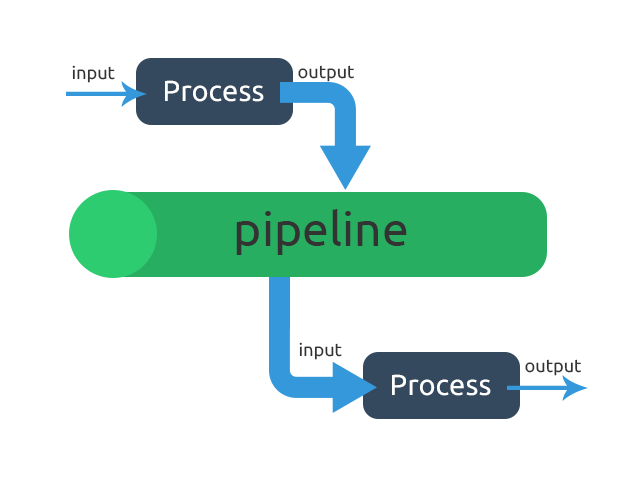 input
Process
output
pipeline
input
Process
output